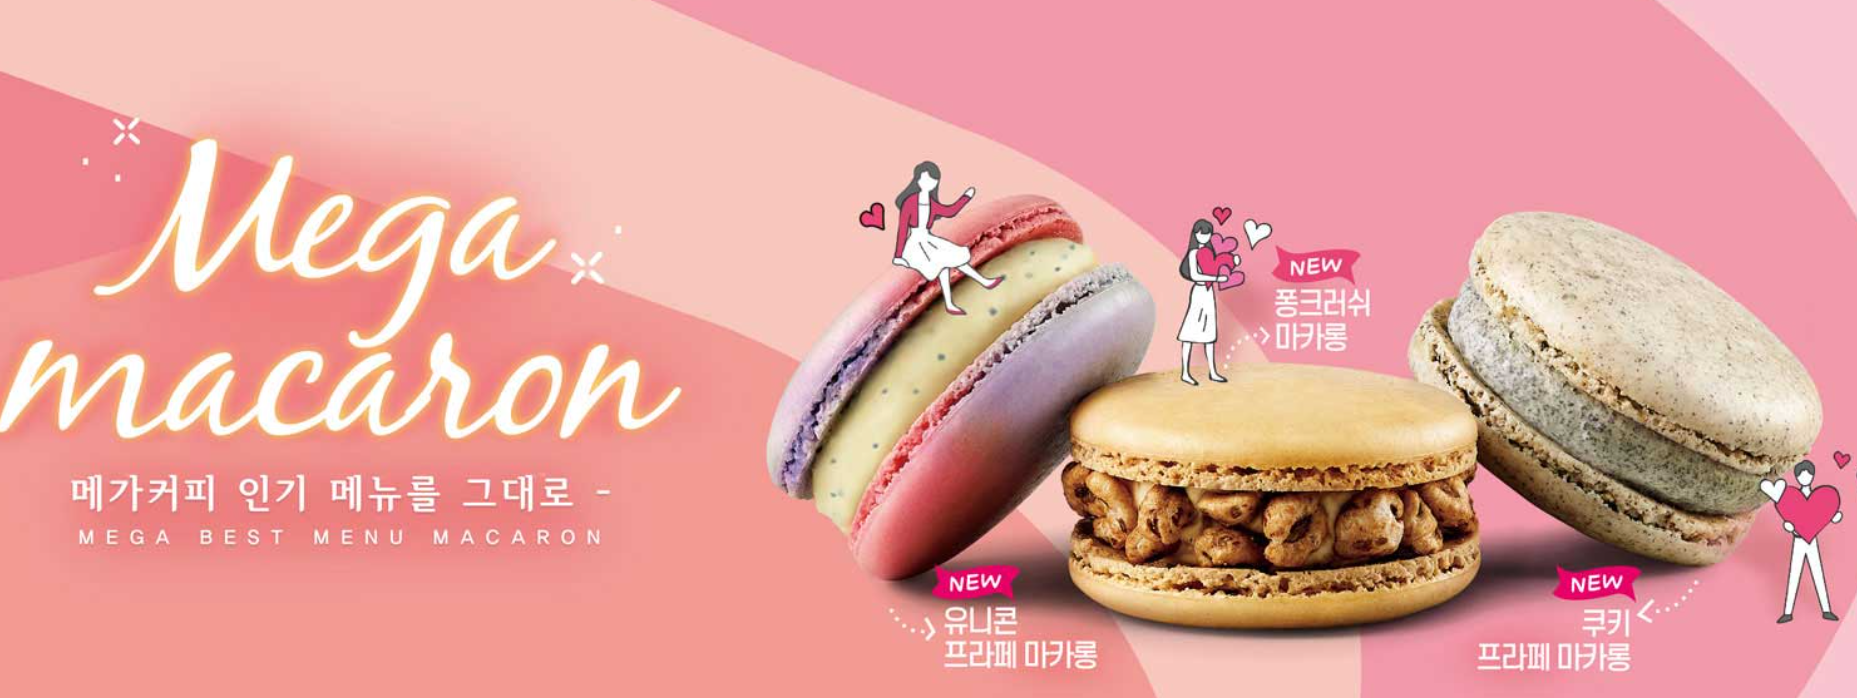 Mega
macaron
메가커피 인기 메뉴를 그대로 -
MEGA BEST MENU MACARON
NEW
퐁크러쉬
마카롱
NEW
유니콘
프라페 마카롱
NEW
쿠키
프라페 마카롱